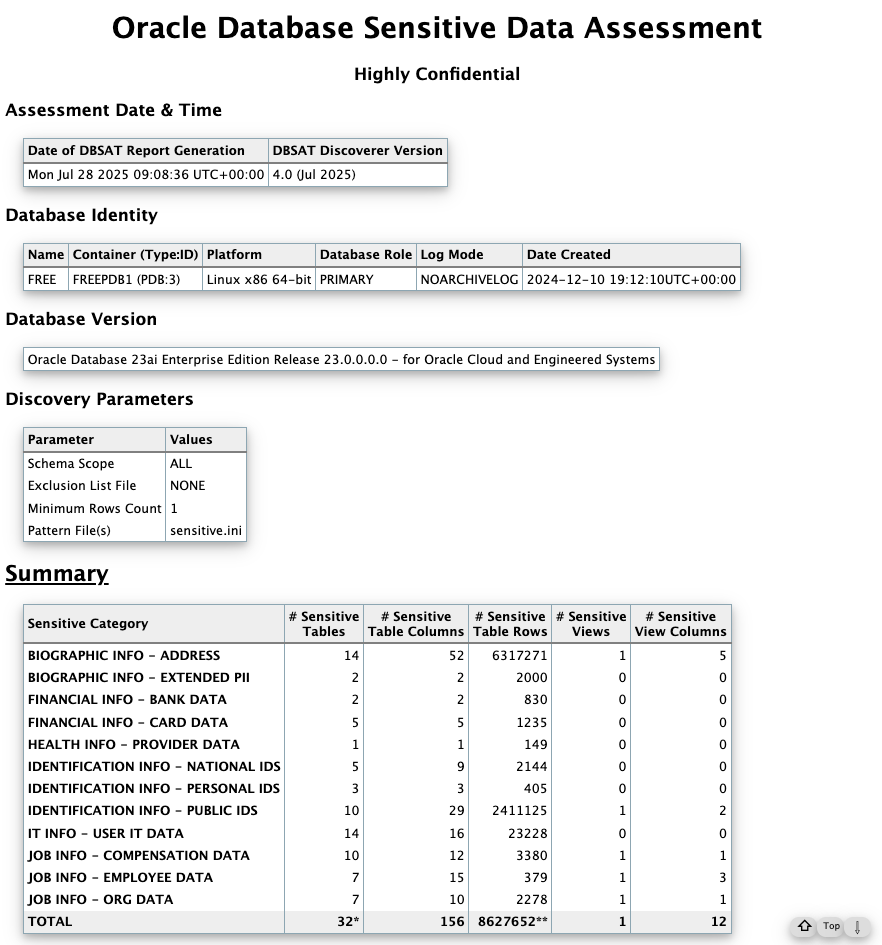 Oracle Database Sensitive Data Assessment
Highly Confidential
Assessment Date & Time
Date of DBSAT Report Generation DBSAT Discoverer Version
Mon Jul 28 2025 09:08:36 UTC+00:00 4.0 (Jul 2025)
Database Identity
Name Container (Type:ID) Platform Database Role Log Mode Date Created
FREE FREEPDB1 (PDB:3) Linux x86 64-bit PRIMARY NOARCHIVELOG 2024-12-10 19:12:10UTC+00:00
Database Version
Oracle Database 23ai Enterprise Edition Release 23.0.0.0.0 - for Oracle Cloud and Engineered Systems
Discovery Parameters
Parameter Values
Schema Scope ALL
Exclusion List File NONE
Minimum Rows Count 1
Pattern File(s) sensitive.ini
Summary
Sensitive Category # Sensitive Tables # Sensitive Table Columns # Sensitive Table Rows # Sensitive Views # Sensitive View Columns
BIOGRAPHIC INFO - ADDRESS 14 52 6317271 1 5
BIOGRAPHIC INFO - EXTENDED PII 2 2 2000 0 0
FINANCIAL INFO - BANK DATA 2 2 830 0 0
FINANCIAL INFO - CARD DATA 5 5 1235 0 0
HEALTH INFO - PROVIDER DATA 1 1 149 0 0
IDENTIFICATION INFO - NATIONAL IDS 5 9 2144 0 0
IDENTIFICATION INFO - PERSONAL IDS 3 3 405 0 0
IDENTIFICATION INFO - PUBLIC IDS 10 29 2411125 1 2
IT INFO - USER IT DATA 14 16 23228 0 0
JOB INFO - COMPENSATION DATA 10 12 3380 1 1
JOB INFO - EMPLOYEE DATA 7 15 379 1 3
JOB INFO - ORG DATA 7 10 2278 1 1
TOTAL 32* 156 8627652** 1 12
Top